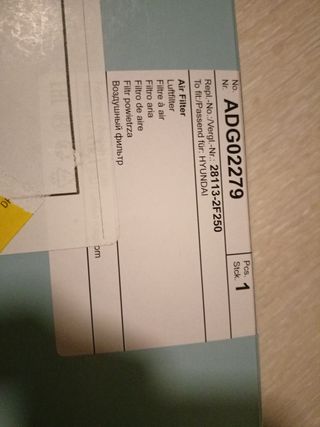 No.
Nr.
ADG02279
Pcs.
Stck.
1
Repl.-No.:/Vergl.-Nr.: 28113-2F250
To fit:/Passend für: HYUNDAI
Air Filter
Luftfilter
Filtre à air
Filtro aria
Filtro de aire
Filtr powietrza
Воздушный фильтр
om